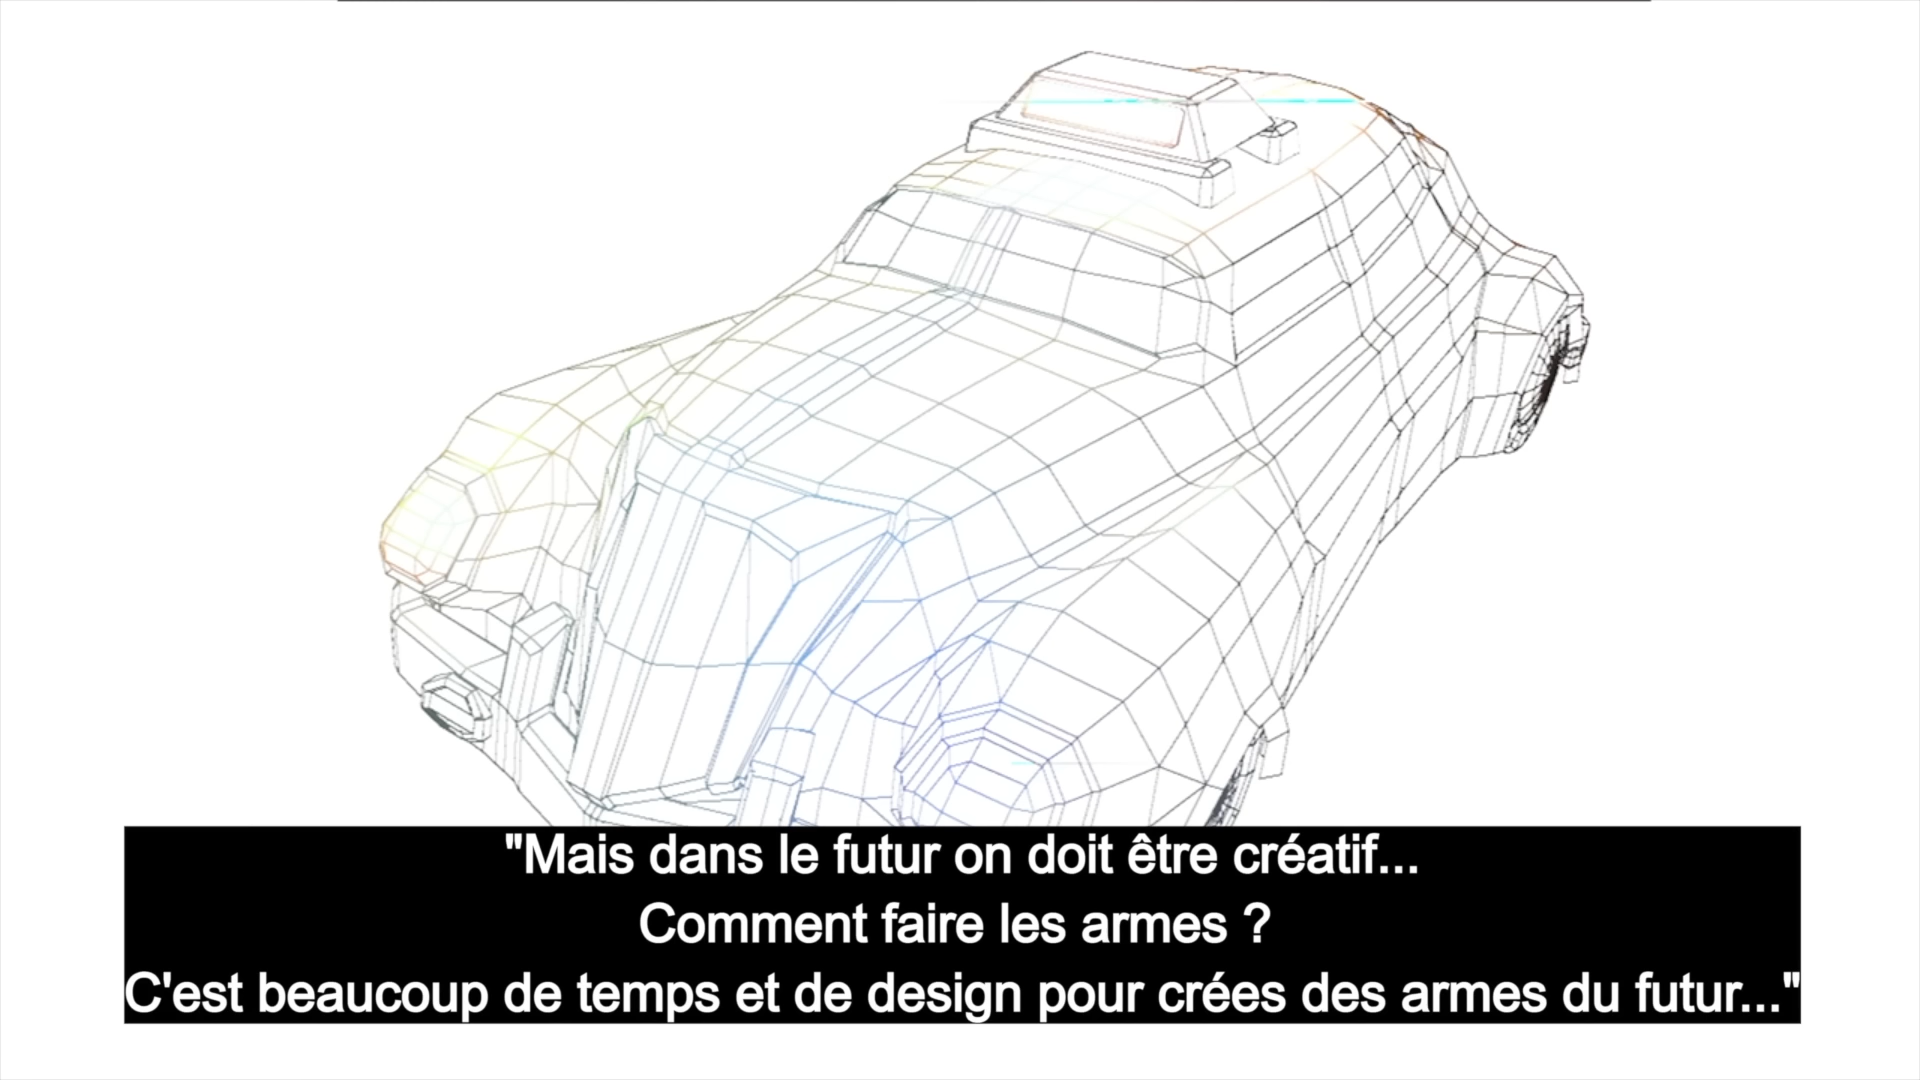 "Mais dans le futur on doit être créatif...
Comment faire les armes ?
C'est beaucoup de temps et de design pour crées des armes du futur..."